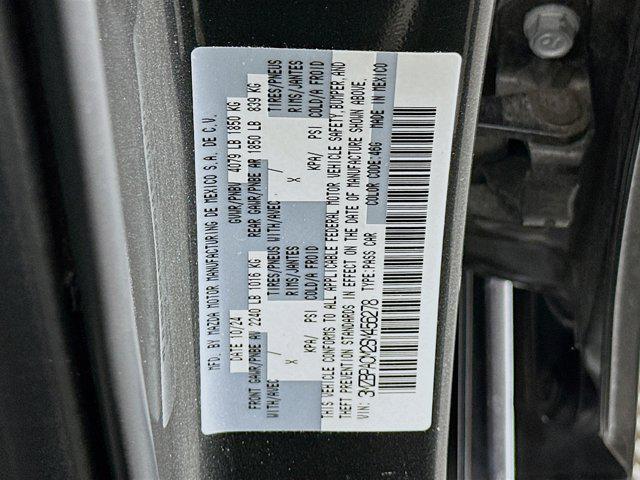 MFD. BY MAZDA MOTOR MANUFACTURING DE MEXICO S.A. DE C.V.
DATE 10/24 GVWR/PNBV 4079 LB 1850 KG
FRONT GAWR/PNBE AV 2240 LB 1016 KG REAR GAWR/PNBE AR 1850 LB 839 KG
WITH/AVEC TIRES/PNEUS WITH/AVEC TIRES/PNEUS
/ X RIMS/JANTES / X RIMS/JANTES
KPA/ PSI COLD/A FROID KPA/ PSI COLD/A FROID
THIS VEHICLE CONFORMS TO ALL APPLICABLE FEDERAL MOTOR VEHICLE SAFETY, BUMPER, AND
THEFT PREVENTION STANDARDS IN EFFECT ON THE DATE OF MANUFACTURE SHOWN ABOVE.
VIN: TYPE:PASS CAR COLOR CODE:46G MADE IN MEXICO